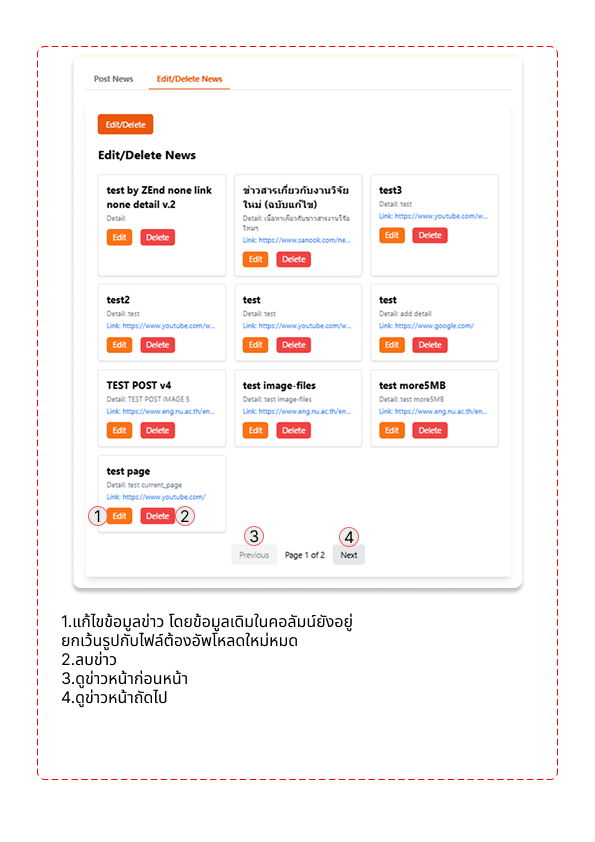 Post News
Edit/Delete News
Edit/Delete
Edit/Delete News
test by ZEnd none link
none detail v.2
Detail:
Edit
Delete
ข่าวสารเกี่ยวกับงานวิจัย
ใหม่ (ฉบับแก้ไข)
Detail: เนื้อหาเกี่ยวกับข่าวสารงานวิจัย
ใหม่ๆ
Link: https://www.sanook.com/ne...
Edit
Delete
test3
Detail: test
Link: https://www.youtube.com/w...
Edit
Delete
test2
Detail: test
Link: https://www.youtube.com/w...
Edit
Delete
test
Detail: test
Link: https://www.youtube.com/w...
Edit
Delete
test
Detail: add detail
Link: https://www.google.com/
Edit
Delete
TEST POST v4
Detail: TEST POST IMAGE 5
Link: https://www.eng.nu.ac.th/en...
Edit
Delete
test image-files
Detail: test image-files
Link: https://www.eng.nu.ac.th/en...
Edit
Delete
test more5MB
Detail: test more5MB
Link: https://www.eng.nu.ac.th/en...
Edit
Delete
test page
Detail: test current_page
Link: https://www.youtube.com/
1 Edit Delete 2
3 4
Previous Page 1 of 2 Next
1.แก้ไขข้อมูลข่าว โดยข้อมูลเดิมในคอลัมน์ยังอยู่
ยกเว้นรูปกับไฟล์ต้องอัพโหลดใหม่หมด
2.ลบข่าว
3.ดูข่าวหน้าก่อนหน้า
4.ดูข่าวหน้าถัดไป